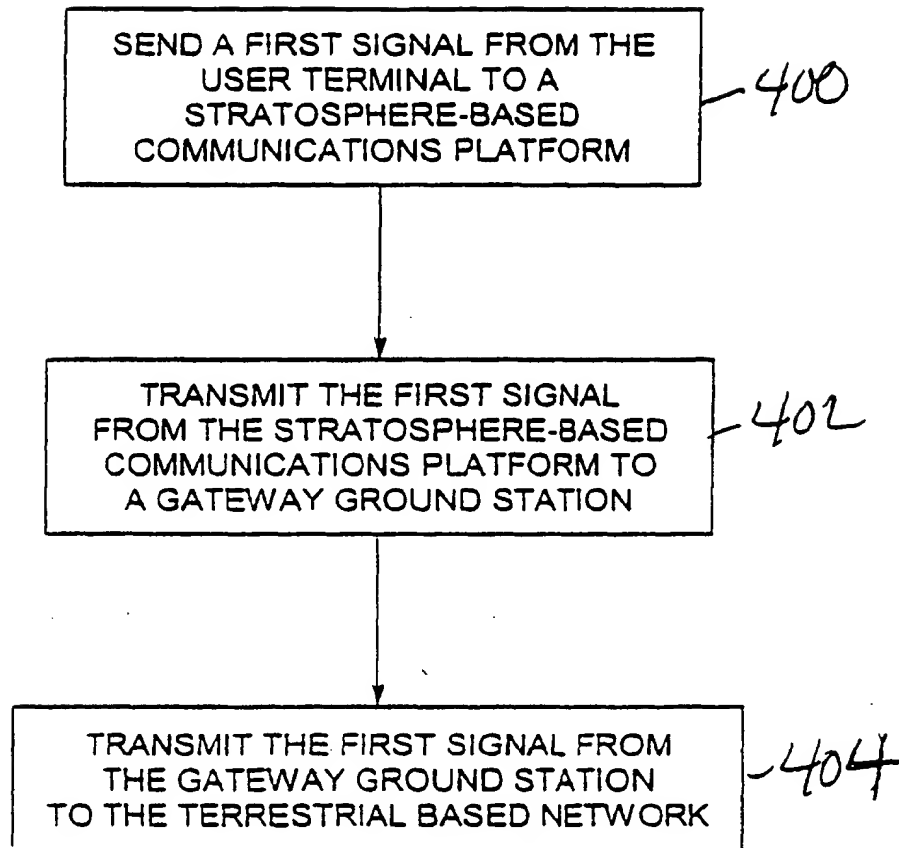 SEND A FIRST SIGNAL FROM THE
USER TERMINAL TO A
STRATOSPHERE-BASED
COMMUNICATIONS PLATFORM
400
TRANSMIT THE FIRST SIGNAL
FROM THE STRATOSPHERE-BASED
COMMUNICATIONS PLATFORM TO
A GATEWAY GROUND STATION
402
TRANSMIT THE FIRST SIGNAL FROM
THE GATEWAY GROUND STATION
TO THE TERRESTRIAL BASED NETWORK
404